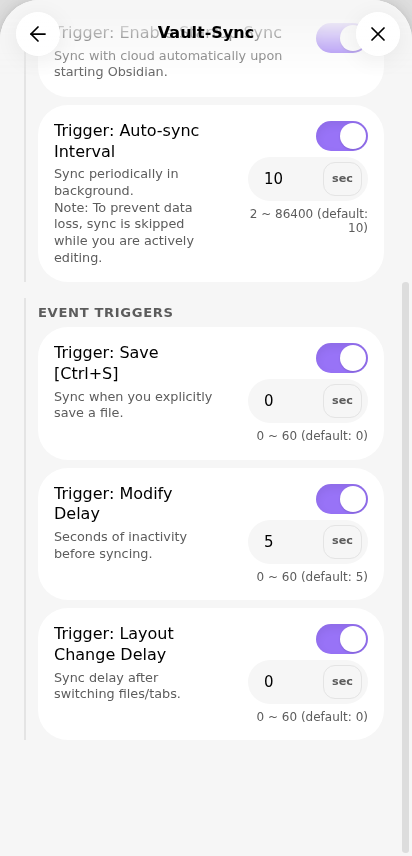 Vault-Sync
Trigger: Enable Startup Sync
Sync with cloud automatically upon
starting Obsidian.
Trigger: Auto-sync
Interval
Sync periodically in
background.
Note: To prevent data
loss, sync is skipped
while you are actively
editing.
10
sec
2 ~ 86400 (default:
10)
EVENT TRIGGERS
Trigger: Save
[Ctrl+S]
Sync when you explicitly
save a file.
0
sec
0 ~ 60 (default: 0)
Trigger: Modify
Delay
Seconds of inactivity
before syncing.
5
sec
0 ~ 60 (default: 5)
Trigger: Layout
Change Delay
Sync delay after
switching files/tabs.
0
sec
0 ~ 60 (default: 0)